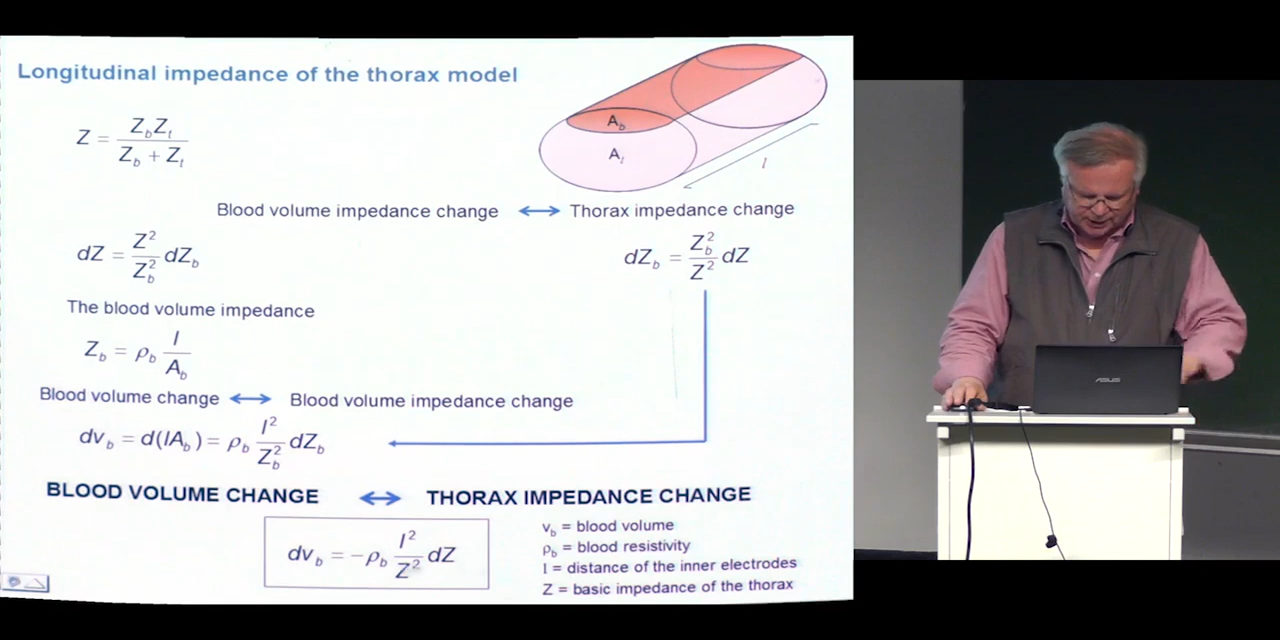 Longitudinal impedance of the thorax model
Z = Z_b Z_t / (Z_b + Z_t)
A_b
A_t
l
Blood volume impedance change ↔ Thorax impedance change
dZ = (Z² / Z_b²) dZ_b
dZ_b = (Z_b² / Z²) dZ
The blood volume impedance
Z_b = ρ_b l / A_b
Blood volume change ↔ Blood volume impedance change
dv_b = d(lA_b) = ρ_b (l² / Z_b²) dZ_b
BLOOD VOLUME CHANGE ↔ THORAX IMPEDANCE CHANGE
dv_b = -ρ_b (l² / Z²) dZ
v_b = blood volume
ρ_b = blood resistivity
l = distance of the inner electrodes
Z = basic impedance of the thorax
ASUS